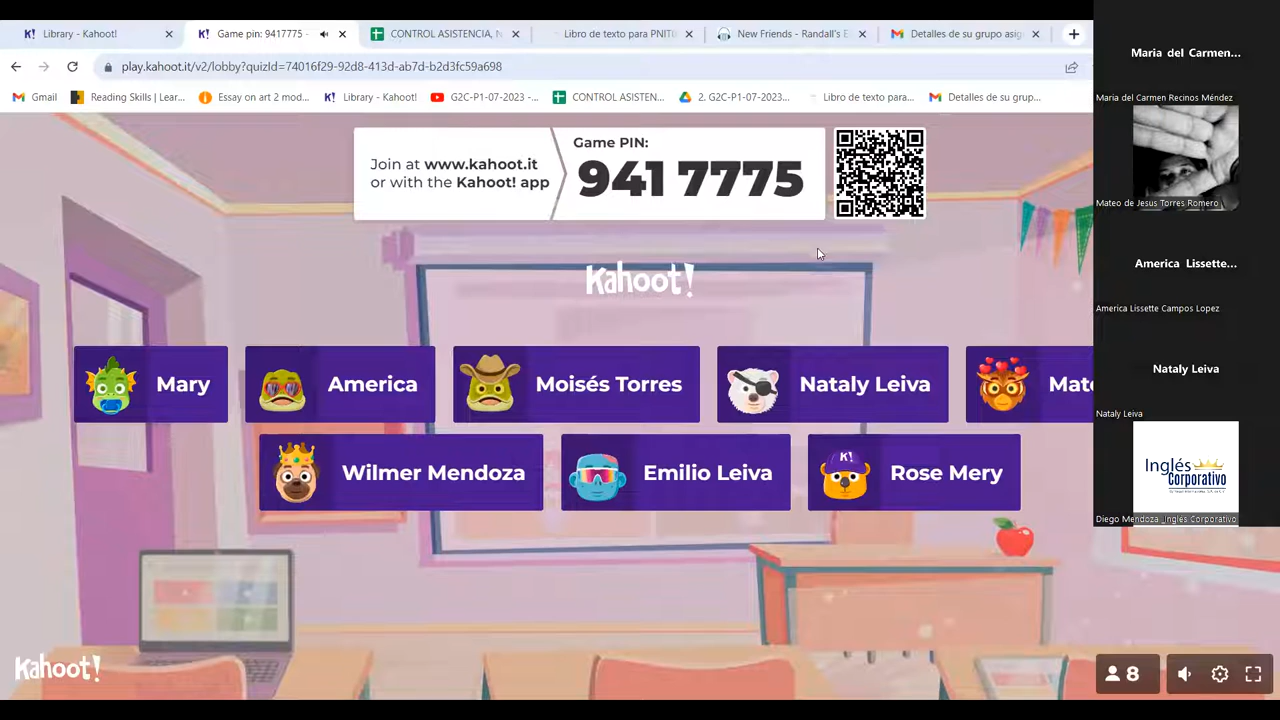 Library - Kahoot!
Game pin: 9417775 -
CONTROL ASISTENCIA, N
Libro de texto para PNITI
New Friends - Randall's E
Detalles de su grupo asig
play.kahoot.it/v2/lobby?quizId=74016f29-92d8-413d-ab7d-b2d3fc59a698
Gmail
Reading Skills | Lear...
Essay on art 2 mod...
Library - Kahoot!
G2C-P1-07-2023 -...
CONTROL ASISTEN...
2. G2C-P1-07-2023...
Libro de texto para...
Detalles de su grup...
Join at www.kahoot.it
or with the Kahoot! app
Game PIN:
941 7775
Kahoot!
Mary
America
Moisés Torres
Nataly Leiva
Mate
Wilmer Mendoza
Emilio Leiva
K!
Rose Mery
Kahoot!
8
Maria del Carmen...
Maria del Carmen Recinos Méndez
Mateo de Jesus Torres Romero
America Lissette...
America Lissette Campos Lopez
Nataly Leiva
Nataly Leiva
Inglés
Corporativo
Diego Mendoza_Inglés Corporativo